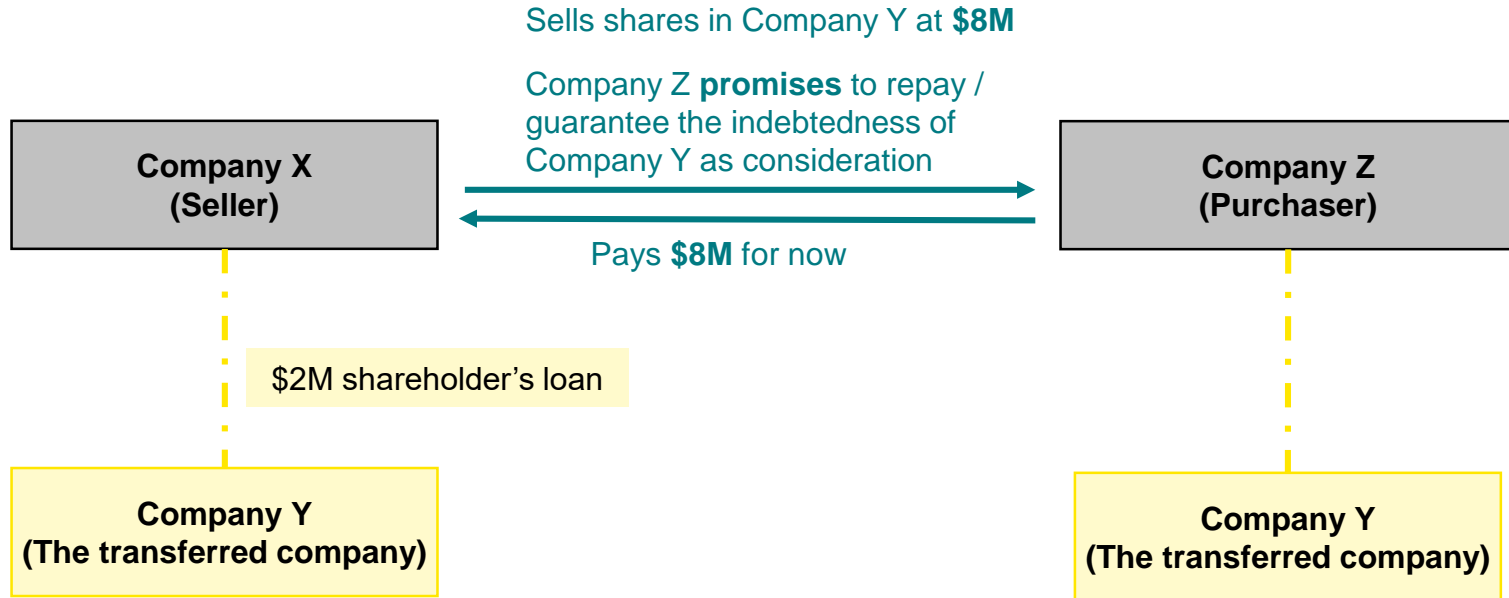 Sells shares in Company Y at $8M
Company Z promises to repay /
guarantee the indebtedness of
Company Y as consideration
Company X
(Seller)
Company Z
(Purchaser)
Pays $8M for now
$2M shareholder’s loan
Company Y
(The transferred company)
Company Y
(The transferred company)